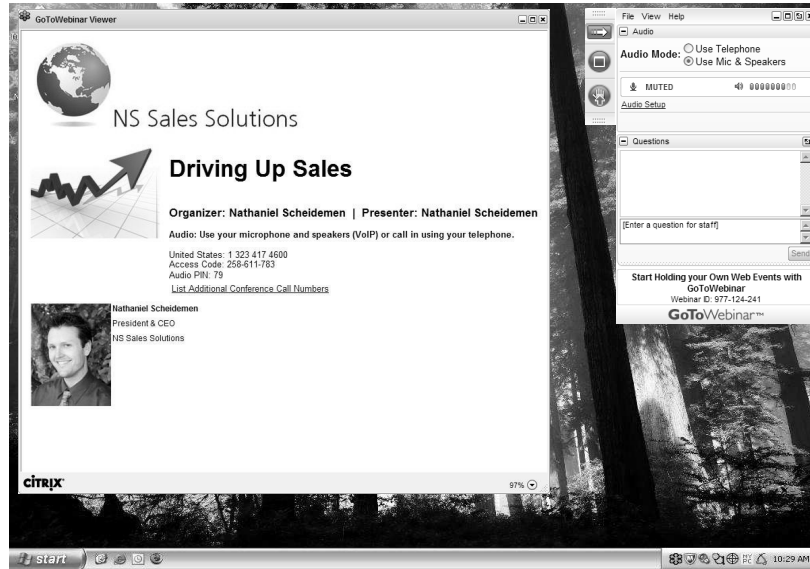 GoToWebinar Viewer
NS Sales Solutions
Driving Up Sales
Organizer: Nathaniel Scheidemen | Presenter: Nathaniel Scheidemen
Audio: Use your microphone and speakers (VoIP) or call in using your telephone.
United States: 1 323 417 4600
Access Code: 258-611-783
Audio PIN: 79
List Additional Conference Call Numbers
Nathaniel Scheidemen
President & CEO
NS Sales Solutions
CİTRIX
97%
File View Help
Audio
Audio Mode: Use Telephone
Use Mic & Speakers
MUTED
Audio Setup
Questions
[Enter a question for staff]
Send
Start Holding your Own Web Events with
GoToWebinar
Webinar ID: 977-124-241
GoToWebinar™
start
10:29 AM